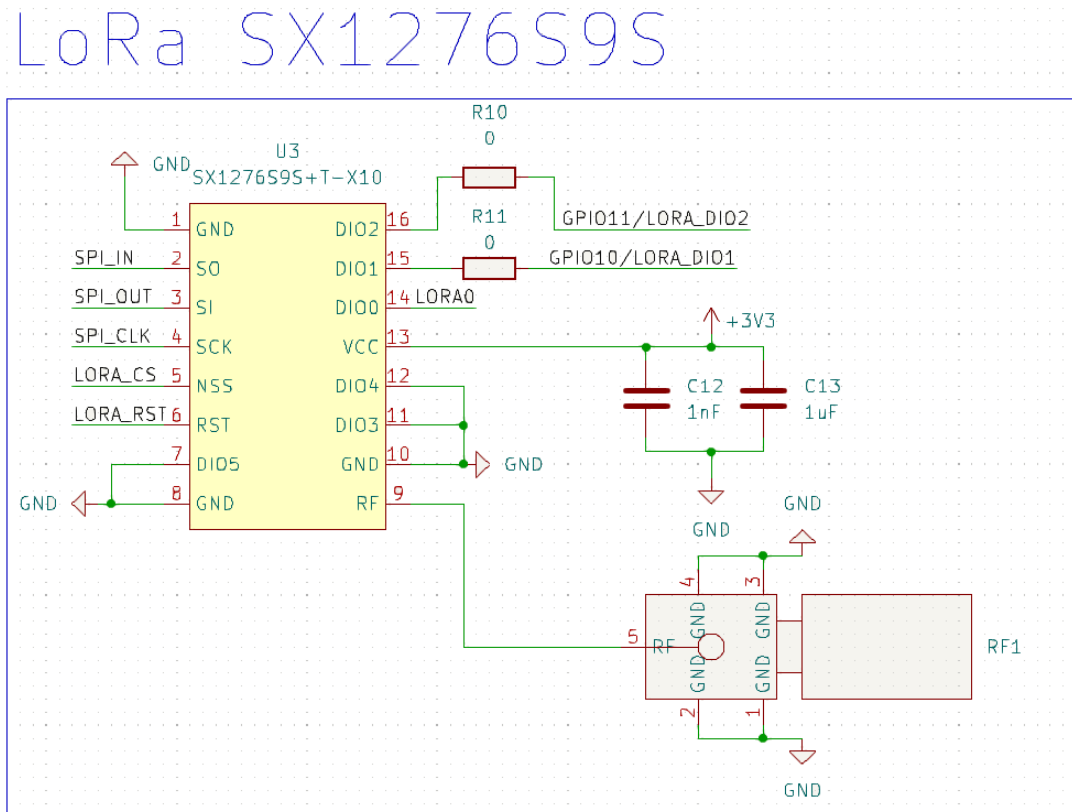 LoRa SX1276S9S
R10
0
U3
GND
SX1276S9S+T-X10
R11
0
GPIO11/LORA_DIO2
GPIO10/LORA_DIO1
1 GND
DIO2 16
SPI_IN 2 SO
DIO1 15
SPI_OUT 3 SI
DIO0 14 LORA0
SPI_CLK 4 SCK
VCC 13
+3V3
LORA_CS 5 NSS
DIO4 12
C12
1nF
C13
1uF
LORA_RST 6 RST
DIO3 11
7 DIO5
GND 10
GND
GND
8 GND
RF 9
GND
GND
4
3
GND
GND
5
RF
GND
GND
RF1
2
1
GND